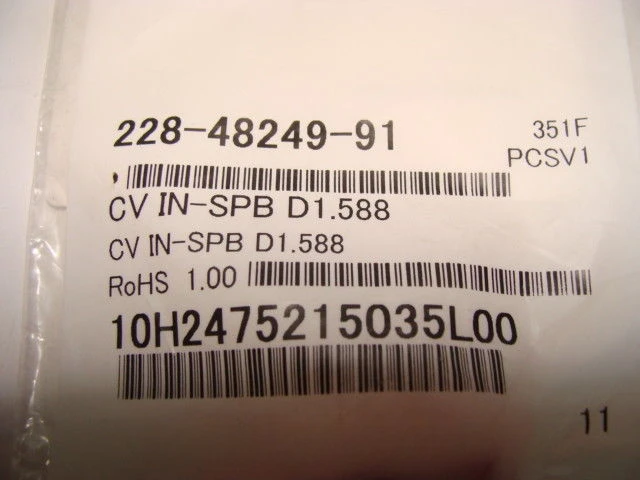 228-48249-91
351F
PCSV1
CV IN-SPB D1.588
CV IN-SPB D1.588
RoHS 1.00
10H2475215035L00
11